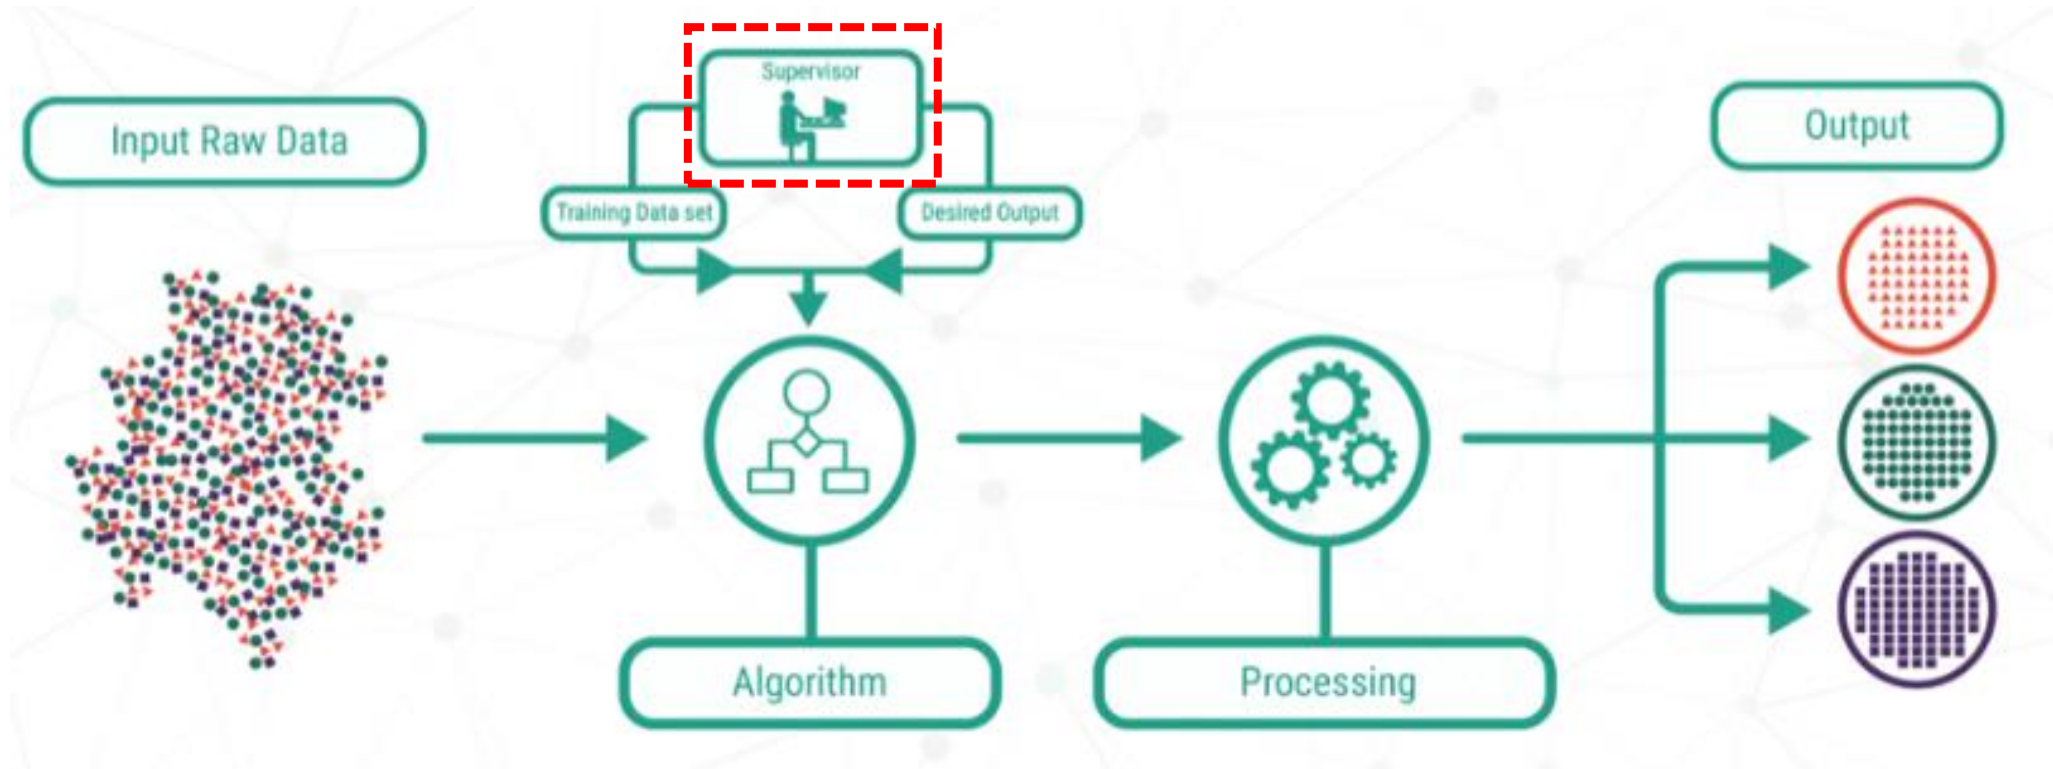 Supervisor
Input Raw Data
Output
Training Data set
Desired Output
Algorithm
Processing